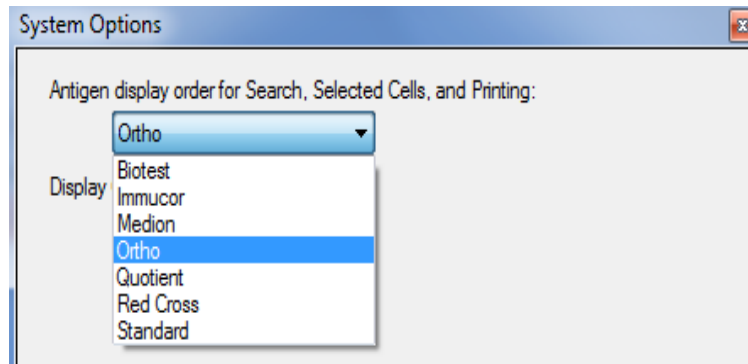 System Options
Antigen display order for Search, Selected Cells, and Printing:
Ortho
Biotest
Display
Immucor
Medion
Ortho
Quotient
Red Cross
Standard